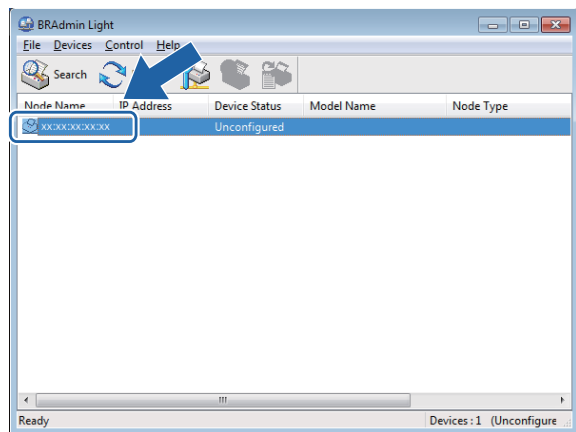 BRAdmin Light
File Devices Control Help
Search
Node Name IP Address Device Status Model Name Node Type
xx:xx:xx:xx:xx Unconfigured
Ready Devices: 1 (Unconfigure